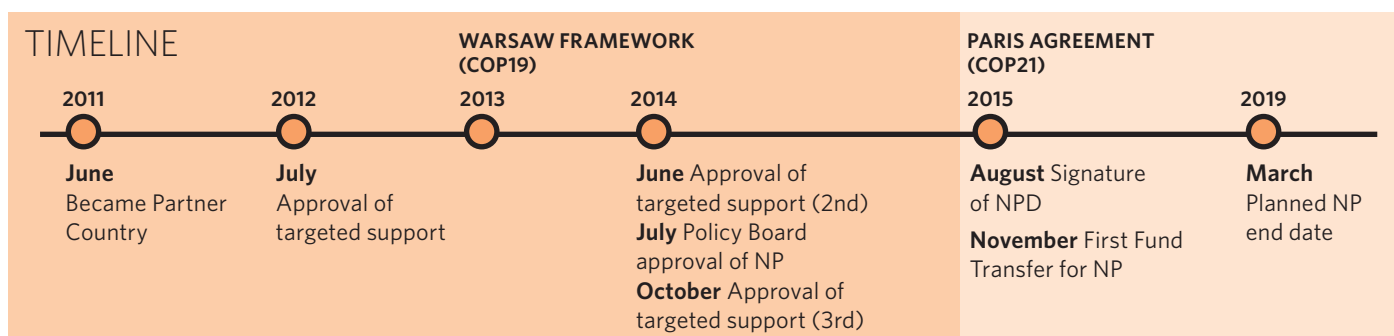 TIMELINE
WARSAW FRAMEWORK
(COP19)
PARIS AGREEMENT
(COP21)
2011
2012
2013
2014
2015
2019
June
Became Partner
Country
July
Approval of
targeted support
June Approval of
targeted support (2nd)
July Policy Board
approval of NP
October Approval of
targeted support (3rd)
August Signature
of NPD
November First Fund
Transfer for NP
March
Planned NP
end date